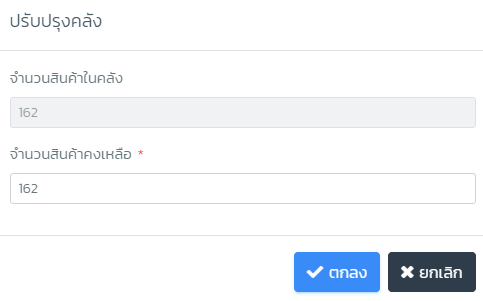 ปรับปรุงคลัง
จำนวนสินค้าในคลัง
162
จำนวนสินค้าคงเหลือ *
162
ตกลง ยกเลิก